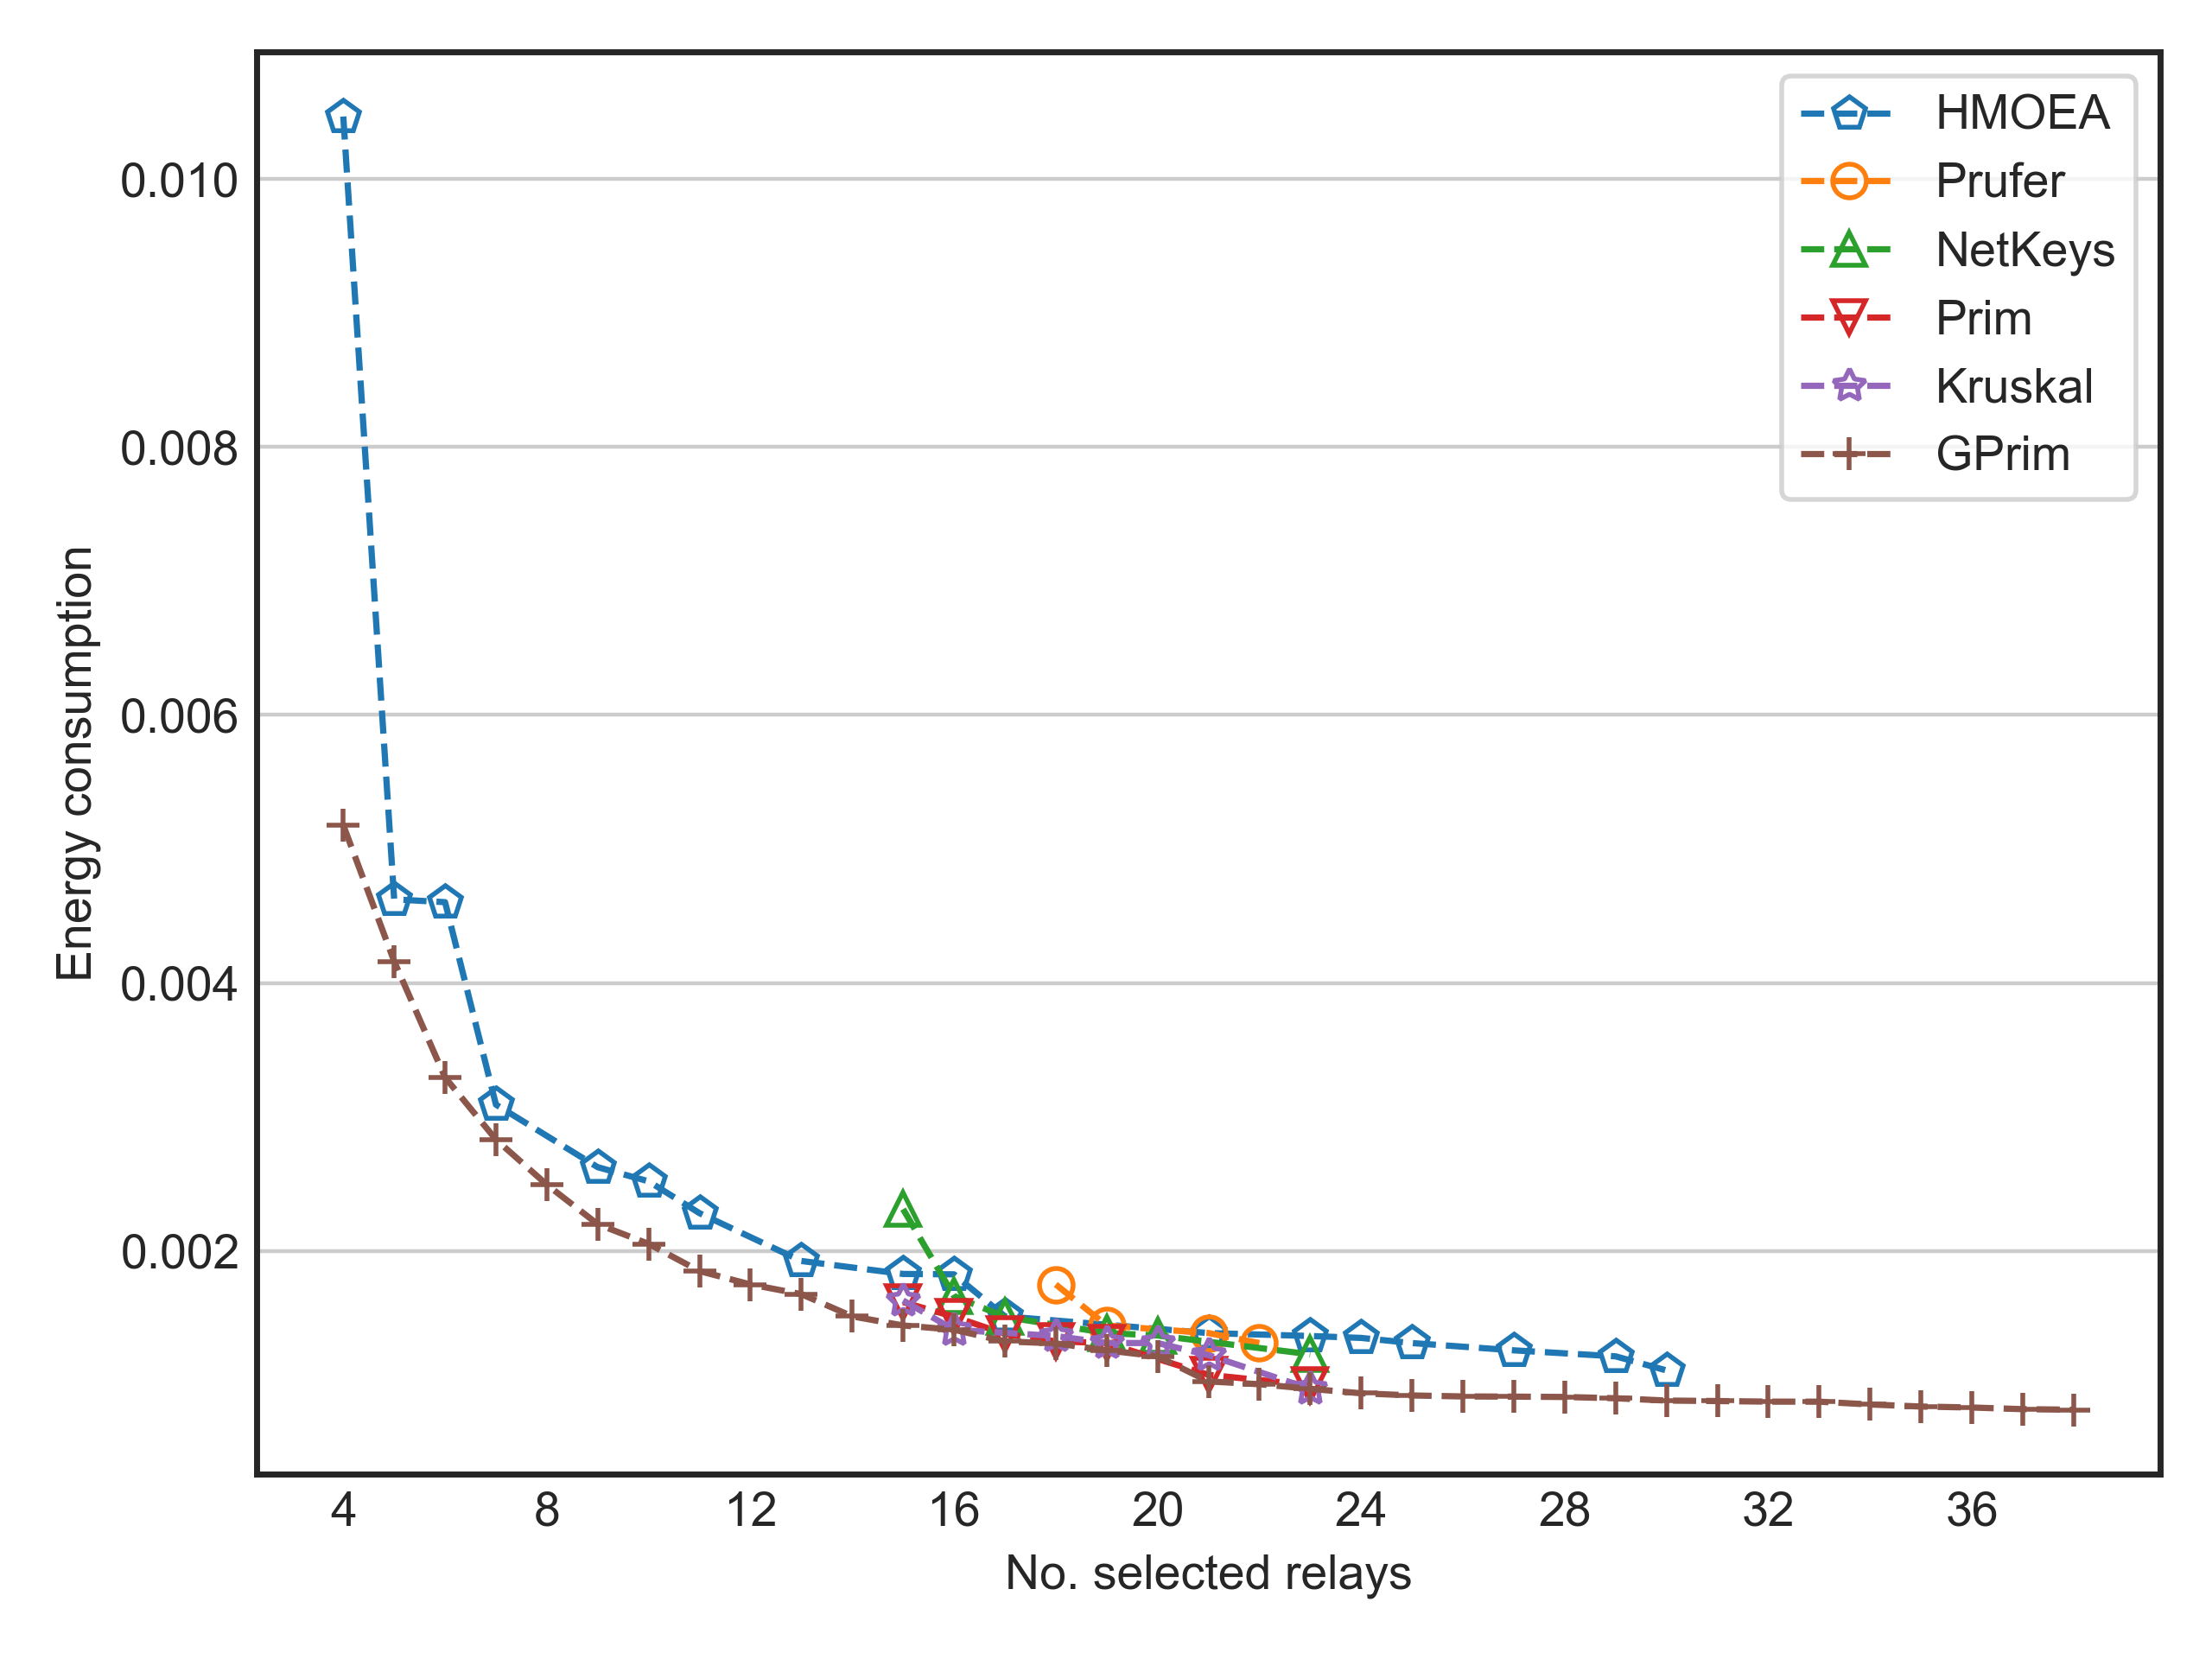 HMOEA
Prufer
NetKeys
Prim
Kruskal
GPrim
0.010
0.008
0.006
0.004
0.002
Energy consumption
4 8 12 16 20 24 28 32 36
No. selected relays